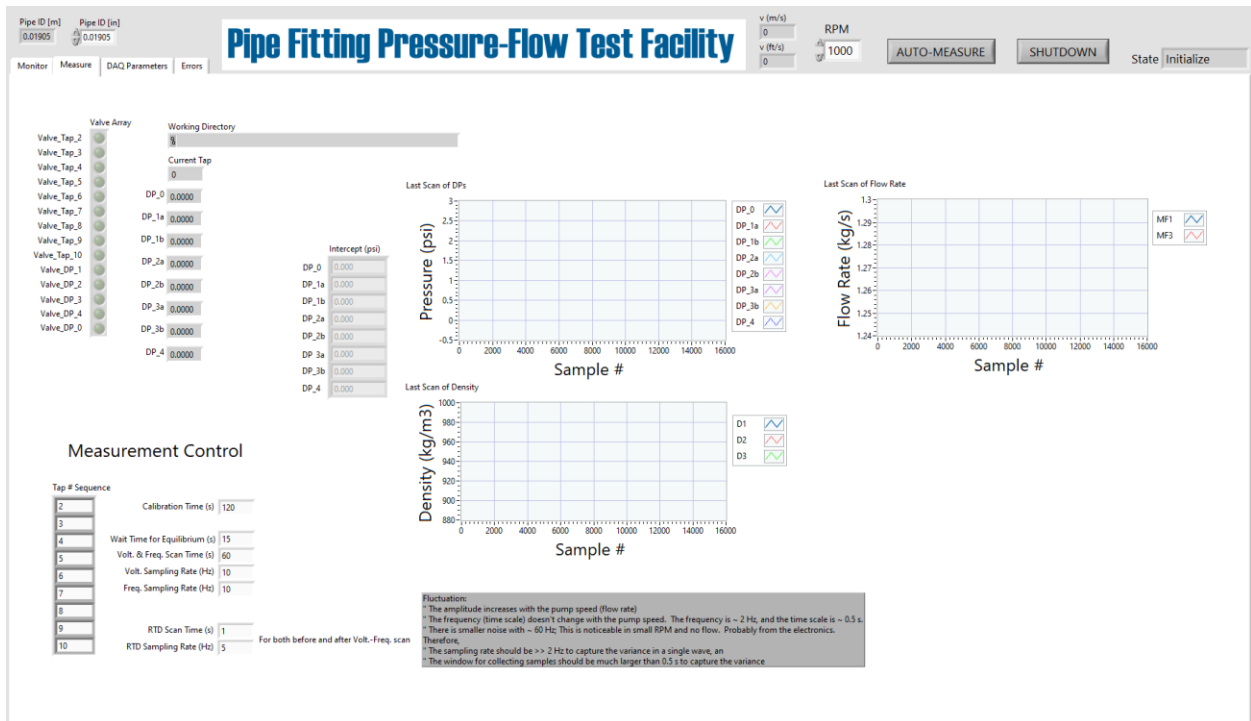 Pipe ID [m]
0.01905
Pipe ID [in]
0.01905
Pipe Fitting Pressure-Flow Test Facility
v (m/s)
0
v (ft/s)
0
RPM
1000
AUTO-MEASURE
SHUTDOWN
State Initialize
Monitor Measure DAQ Parameters Errors
Valve Array
Valve_Tap_2
Valve_Tap_3
Valve_Tap_4
Valve_Tap_5
Valve_Tap_6
Valve_Tap_7
Valve_Tap_8
Valve_Tap_9
Valve_Tap_10
Valve_DP_1
Valve_DP_2
Valve_DP_3
Valve_DP_4
Valve_DP_0
Working Directory
Current Tap
0
DP_0 0.0000
DP_1a 0.0000
DP_1b 0.0000
DP_2a 0.0000
DP_2b 0.0000
DP_3a 0.0000
DP_3b 0.0000
DP_4 0.0000
Intercept (psi)
DP_0 0.000
DP_1a 0.000
DP_1b 0.000
DP_2a 0.000
DP_2b 0.000
DP 3a 0.000
DP_3b 0.000
DP_4 0.000
Last Scan of DPs
Pressure (psi)
3
2.5
2
1.5
1
0.5
0
-0.5
0 2000 4000 6000 8000 10000 12000 14000 16000
Sample #
DP_0
DP_1a
DP_1b
DP_2a
DP_2b
DP_3a
DP_3b
DP_4
Last Scan of Flow Rate
Flow Rate (kg/s)
1.3
1.29
1.28
1.27
1.26
1.25
1.24
0 2000 4000 6000 8000 10000 12000 14000 16000
Sample #
MF1
MF3
Last Scan of Density
Density (kg/m3)
1000
980
960
940
920
900
880
0 2000 4000 6000 8000 10000 12000 14000 16000
Sample #
D1
D2
D3
Measurement Control
Tap # Sequence
2
3
4
5
6
7
8
9
10
Calibration Time (s) 120
Wait Time for Equilibrium (s) 15
Volt. & Freq. Scan Time (s) 60
Volt. Sampling Rate (Hz) 10
Freq. Sampling Rate (Hz) 10
RTD Scan Time (s) 1
RTD Sampling Rate (Hz) 5
For both before and after Volt.-Freq. scan
Fluctuation:
" The amplitude increases with the pump speed (flow rate)
" The frequency (time scale) doesn't change with the pump speed. The frequency is ~ 2 Hz, and the time scale is ~ 0.5 s.
" There is smaller noise with ~ 60 Hz; This is noticeable in small RPM and no flow. Probably from the electronics.
Therefore,
" The sampling rate should be >> 2 Hz to capture the variance in a single wave, an
" The window for collecting samples should be much larger than 0.5 s to capture the variance